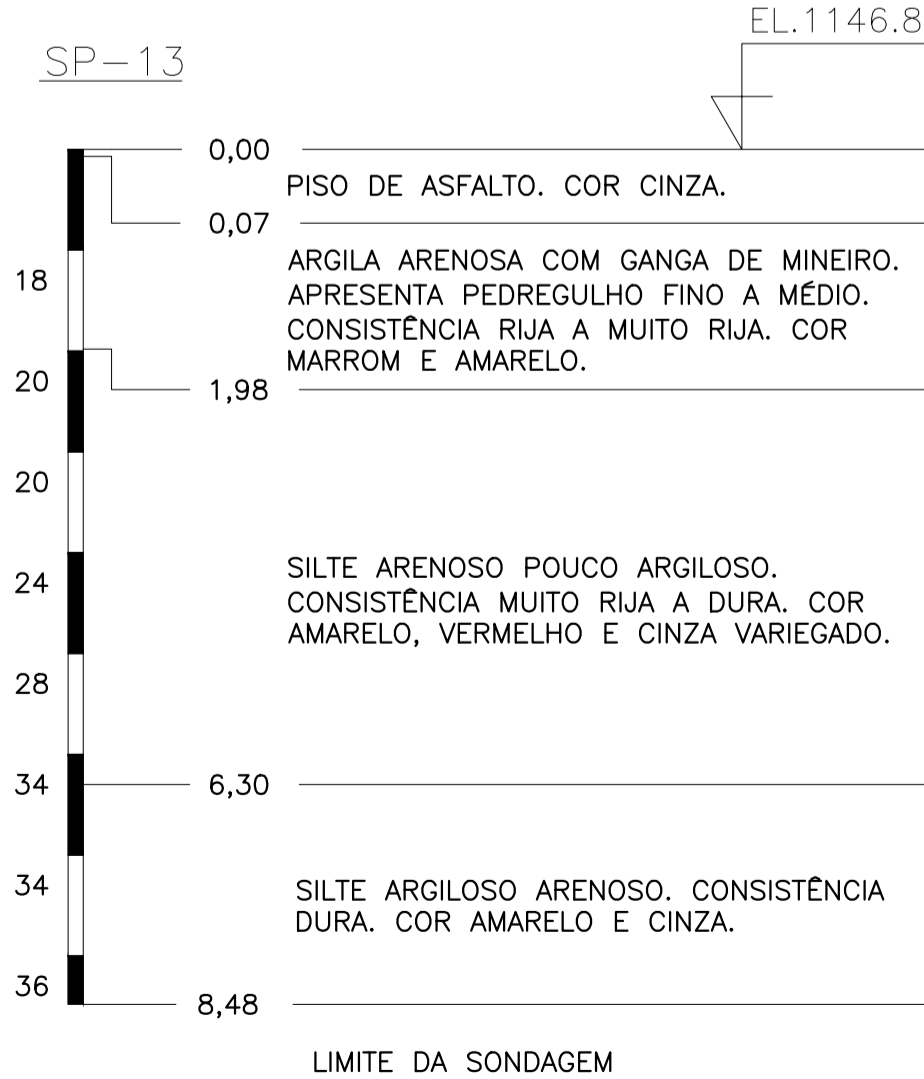 EL.1146.8
SP-13
0,00
PISO DE ASFALTO. COR CINZA.
0,07
ARGILA ARENOSA COM GANGA DE MINEIRO.
18
APRESENTA PEDREGULHO FINO A MÉDIO.
CONSISTÊNCIA RIJA A MUITO RIJA. COR
MARROM E AMARELO.
20
1,98
20
SILTE ARENOSO POUCO ARGILOSO.
24
CONSISTÊNCIA MUITO RIJA A DURA. COR
AMARELO, VERMELHO E CINZA VARIEGADO.
28
34
6,30
34
SILTE ARGILOSO ARENOSO. CONSISTÊNCIA
DURA. COR AMARELO E CINZA.
36
8,48
LIMITE DA SONDAGEM